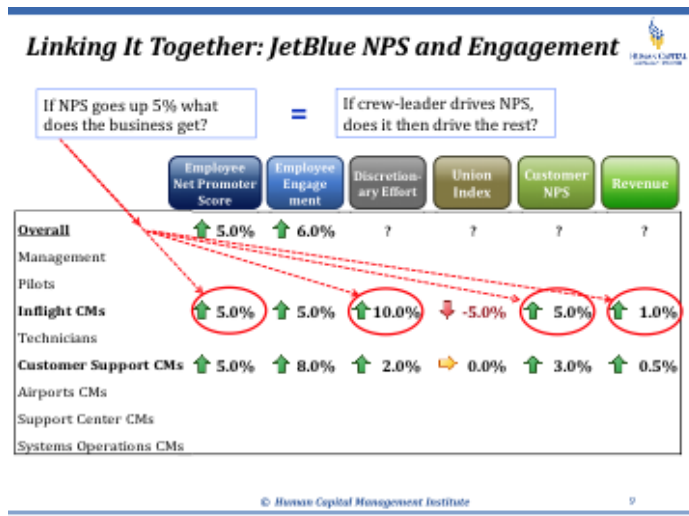 Linking It Together: JetBlue NPS and Engagement
HUMAN CAPITAL
If NPS goes up 5% what
does the business get?
=
If crew-leader drives NPS,
does it then drive the rest?
Employee
Net Promoter
Score
Employee
Engage
ment
Discretion-
ary Effort
Union
Index
Customer
NPS
Revenue
Overall 5.0% 6.0% ? ? ? ?
Management
Pilots
Inflight CMs 5.0% 5.0% 10.0% -5.0% 5.0% 1.0%
Technicians
Customer Support CMs 5.0% 8.0% 2.0% 0.0% 3.0% 0.5%
Airports CMs
Support Center CMs
Systems Operations CMs
© Human Capital Management Institute
9